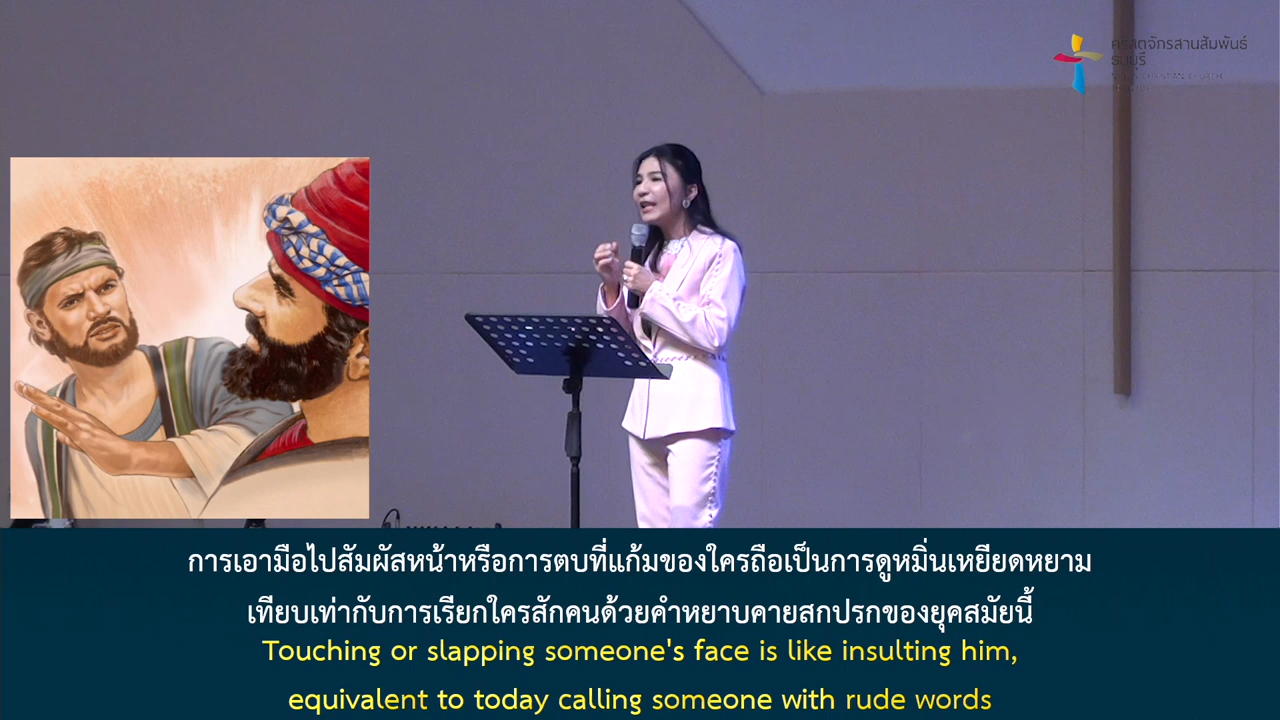 คริสตจักรสานสัมพันธ์
ธนบุรี
การเอามือไปสัมผัสหน้าหรือการตบที่แก้มของใครถือเป็นการดูหมิ่นเหยียดหยาม
เทียบเท่ากับการเรียกใครสักคนด้วยคำหยาบคายสกปรกของยุคสมัยนี้
Touching or slapping someone's face is like insulting him,
equivalent to today calling someone with rude words